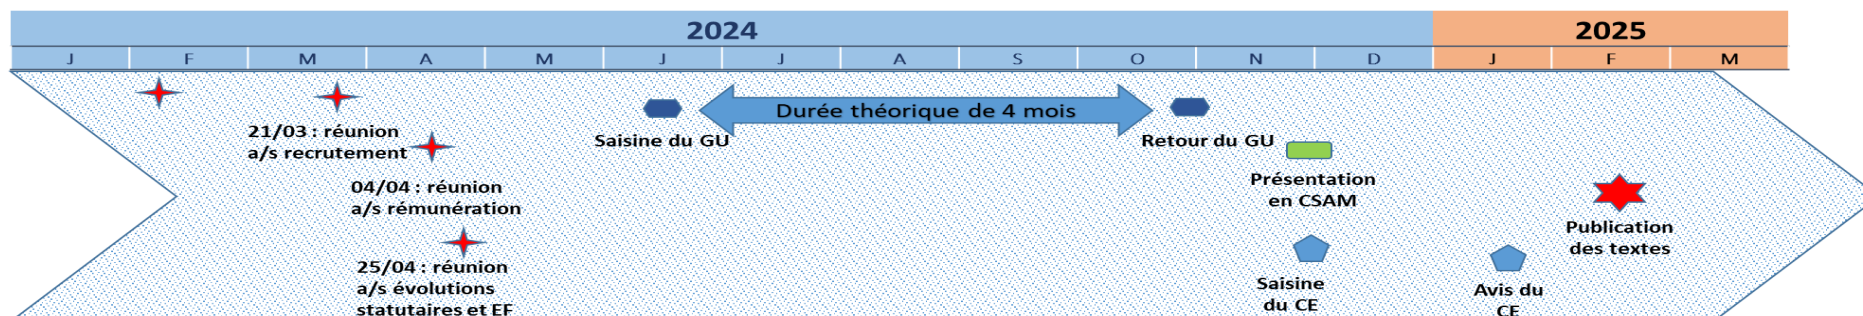 2024
2025
J F M A M J J A S O N D J F M
Durée théorique de 4 mois
21/03 : réunion
a/s recrutement
Saisine du GU
Retour du GU
04/04 : réunion
a/s rémunération
Présentation
en CSAM
Publication
des textes
25/04 : réunion
a/s évolutions
statutaires et EF
Saisine
du CE
Avis du
CE